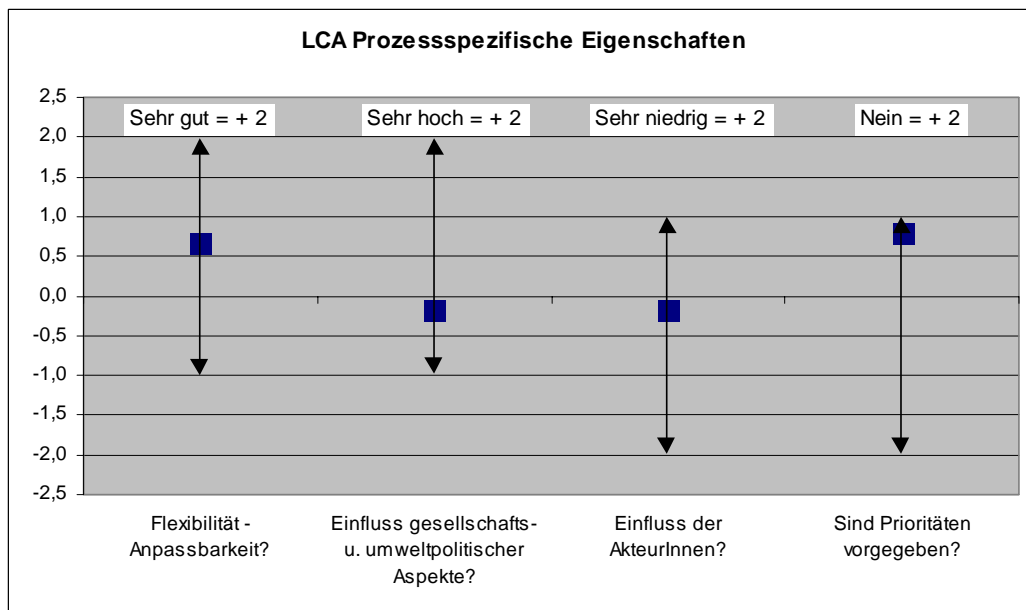 LCA Prozessspezifische Eigenschaften
2,5
2,0
1,5
1,0
0,5
0,0
-0,5
-1,0
-1,5
-2,0
-2,5
Sehr gut = + 2
Sehr hoch = + 2
Sehr niedrig = + 2
Nein = + 2
Flexibilität -
Anpassbarkeit?
Einfluss gesellschafts-
u. umweltpolitischer
Aspekte?
Einfluss der
AkteurInnen?
Sind Prioritäten
vorgegeben?